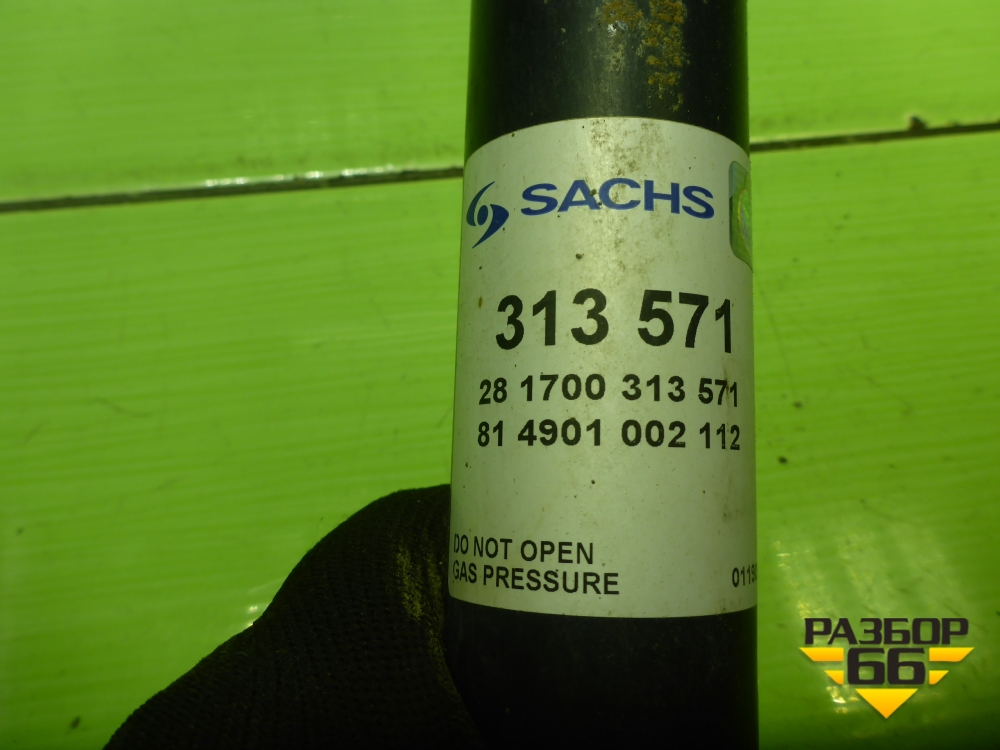 SACHS
313 571
28 1700 313 571
81 4901 002 112
DO NOT OPEN
GAS PRESSURE
РАЗБОР
66